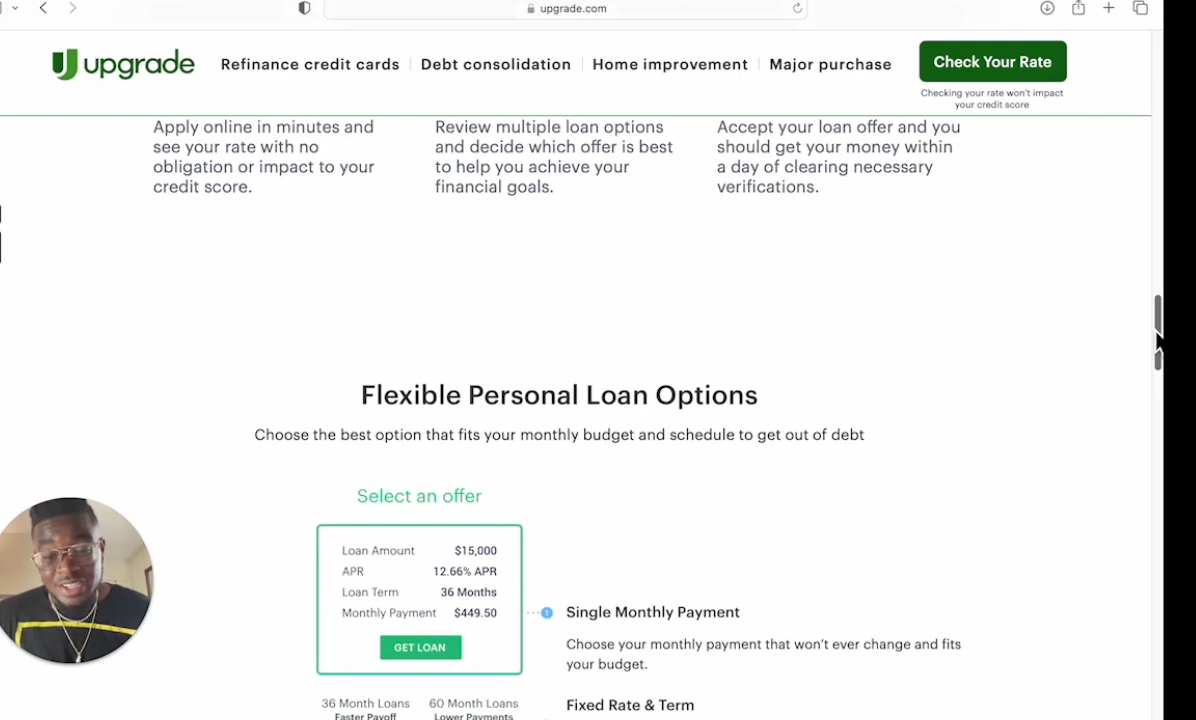 upgrade.com
upgrade
Refinance credit cards
Debt consolidation
Home improvement
Major purchase
Check Your Rate
Checking your rate won't impact
your credit score
Apply online in minutes and
see your rate with no
obligation or impact to your
credit score.
Review multiple loan options
and decide which offer is best
to help you achieve your
financial goals.
Accept your loan offer and you
should get your money within
a day of clearing necessary
verifications.
Flexible Personal Loan Options
Choose the best option that fits your monthly budget and schedule to get out of debt
Select an offer
Loan Amount $15,000
APR 12.66% APR
Loan Term 36 Months
Monthly Payment $449.50
GET LOAN
1
Single Monthly Payment
Choose your monthly payment that won't ever change and fits
your budget.
36 Month Loans
Faster Payoff
60 Month Loans
Lower Payments
Fixed Rate & Term